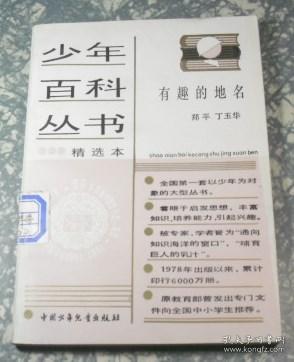 少年
百科
丛书
精选本
有趣的地名
郑平 丁玉华
shao nian bai ke cong shu jing xuan ben
全国第一套以少年为对
象的大型丛书。
着眼于启发思想、丰富
知识,培养能力,引起兴趣。
被专家、学者誉为“通向
知识海洋的窗口”、“哺育
巨人的乳汁”。
1978年出版以来,累计
印行6000万册。
原教育部曾发出专门文
件向全国中小学生推荐。
中国少年儿童出版社